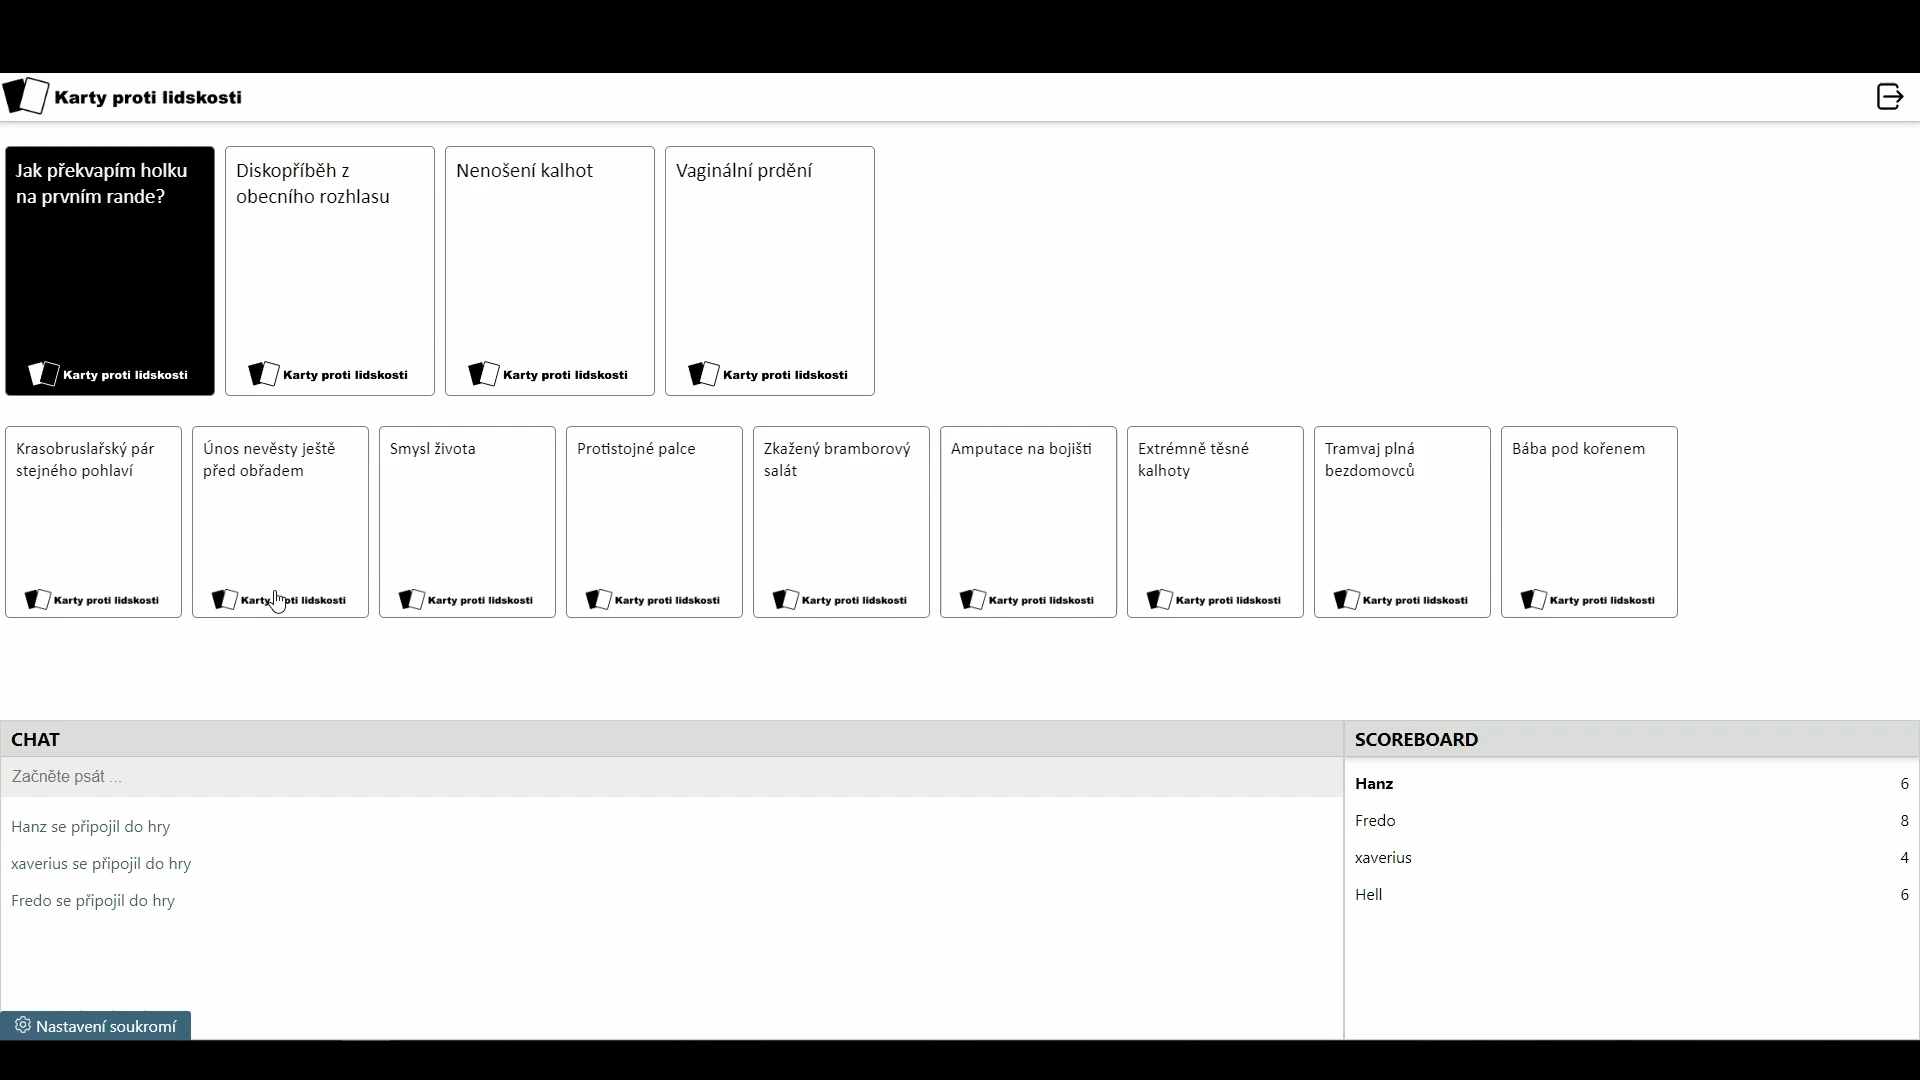 Karty proti lidskosti
Jak překvapím holku
na prvním rande?
Karty proti lidskosti
Diskopříběh z
obecního rozhlasu
Karty proti lidskosti
Nenošení kalhot
Karty proti lidskosti
Vaginální prdění
Karty proti lidskosti
Krasobruslařský pár
stejného pohlaví
Karty proti lidskosti
Únos nevěsty ještě
před obřadem
Karty proti lidskosti
Smysl života
Karty proti lidskosti
Protistojné palce
Karty proti lidskosti
Zkažený bramborový
salát
Karty proti lidskosti
Amputace na bojišti
Karty proti lidskosti
Extrémně těsné
kalhoty
Karty proti lidskosti
Tramvaj plná
bezdomovců
Karty proti lidskosti
Bába pod kořenem
Karty proti lidskosti
CHAT
Začněte psát ...
Hanz se připojil do hry
xaverius se připojil do hry
Fredo se připojil do hry
Nastavení soukromí
SCOREBOARD
Hanz 6
Fredo 8
xaverius 4
Hell 6